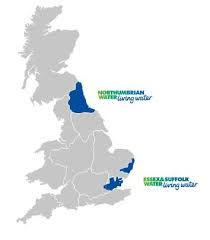 NORTHUMBRIAN
WATER living water
ESSEX&SUFFOLK
WATER living water